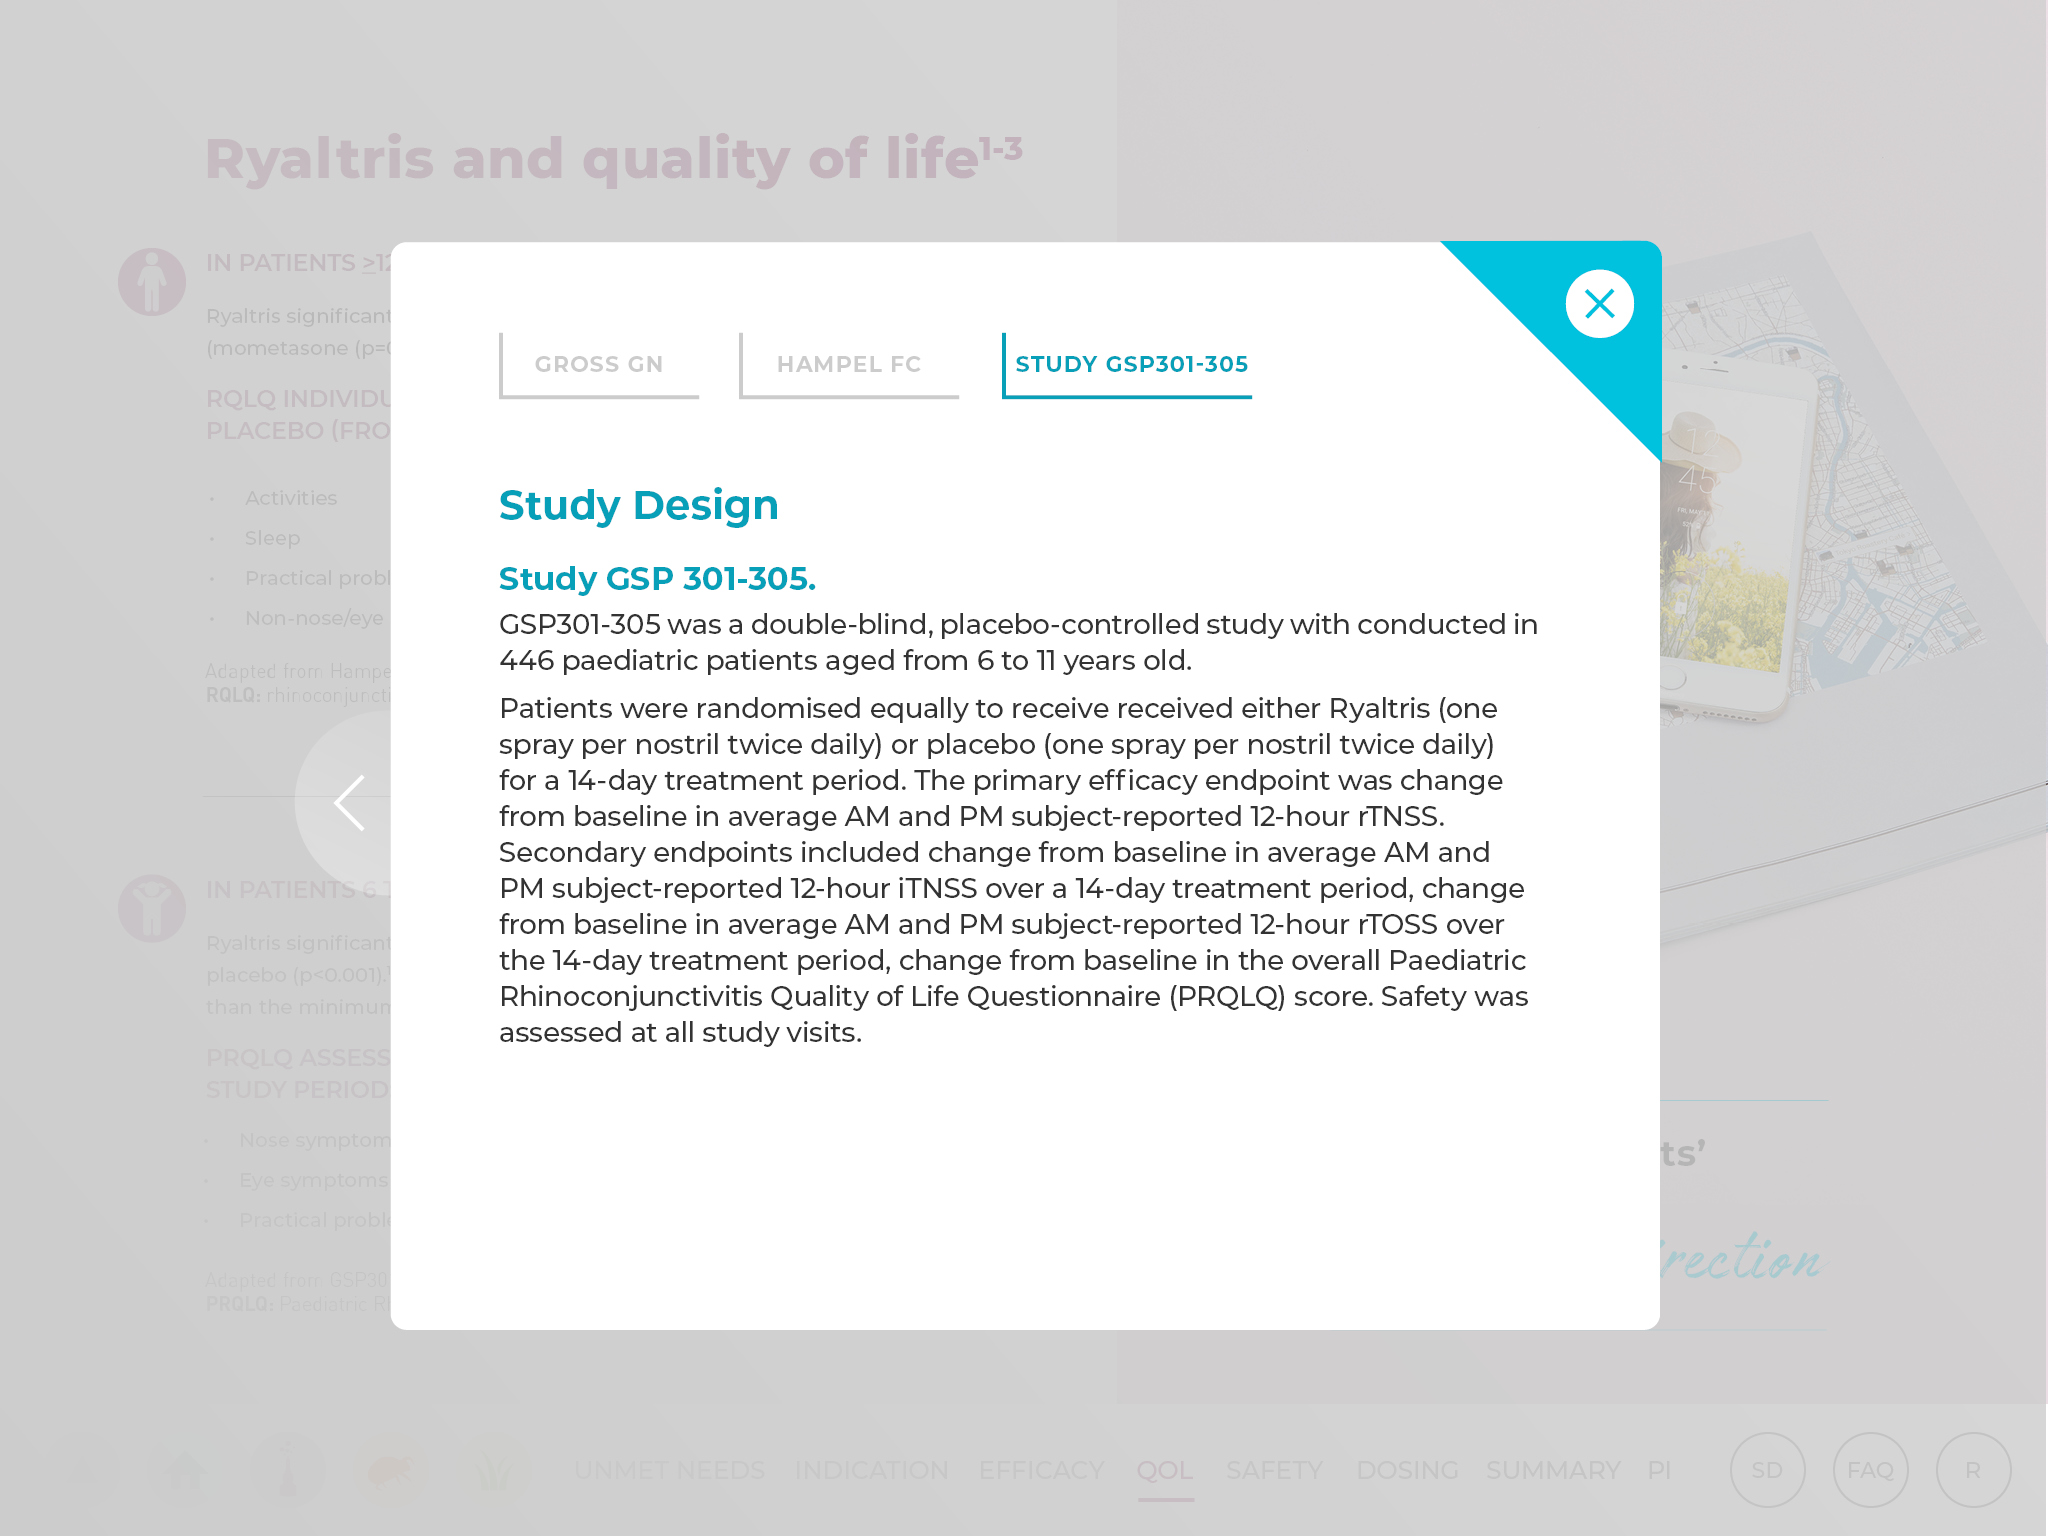 Ryaltris and quality of life1-3
IN PATIENTS ≥12
Ryaltris significant
(mometasone (p=0
RQLQ INDIVIDU
PLACEBO (FRO
• Activities
• Sleep
• Practical probl
• Non-nose/eye
Adapted from Hampe
RQLQ: rhinoconjuncti
IN PATIENTS 6 T
Ryaltris significant
placebo (p<0.001).
than the minimum
PRQLQ ASSESS
STUDY PERIOD
• Nose symptom
• Eye symptoms
• Practical proble
Adapted from GSP30
PRQLQ: Paediatric Rh
GROSS GN
HAMPEL FC
STUDY GSP301-305
Study Design
Study GSP 301-305.
GSP301-305 was a double-blind, placebo-controlled study with conducted in
446 paediatric patients aged from 6 to 11 years old.
Patients were randomised equally to receive received either Ryaltris (one
spray per nostril twice daily) or placebo (one spray per nostril twice daily)
for a 14-day treatment period. The primary efficacy endpoint was change
from baseline in average AM and PM subject-reported 12-hour rTNSS.
Secondary endpoints included change from baseline in average AM and
PM subject-reported 12-hour iTNSS over a 14-day treatment period, change
from baseline in average AM and PM subject-reported 12-hour rTOSS over
the 14-day treatment period, change from baseline in the overall Paediatric
Rhinoconjunctivitis Quality of Life Questionnaire (PRQLQ) score. Safety was
assessed at all study visits.
12
45
ts’
irection
UNMET NEEDS
INDICATION
EFFICACY
QOL
SAFETY
DOSING
SUMMARY
PI
SD
FAQ
R